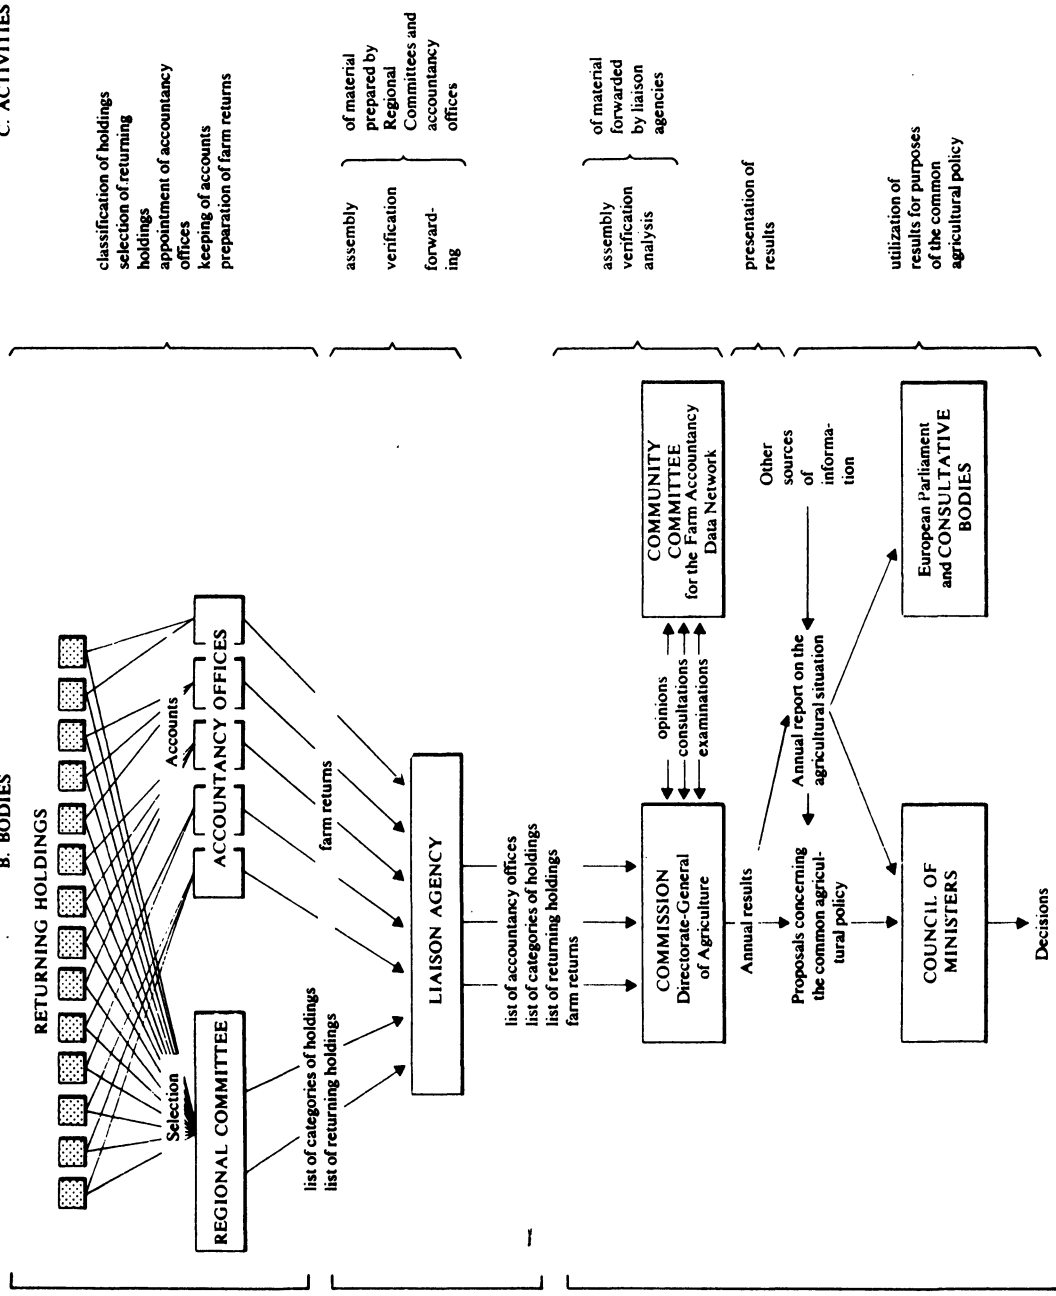 B. BODIES
C. ACTIVITIES
RETURNING HOLDINGS
Selection
Accounts
REGIONAL COMMITTEE
ACCOUNTANCY OFFICES
classification of holdings
selection of returning
holdings
appointment of accountancy
offices
keeping of accounts
preparation of farm returns
list of categories of holdings
list of returning holdings
farm returns
LIAISON AGENCY
assembly
verification
forward-
ing
of material
prepared by
Regional
Committees and
accountancy
offices
list of accountancy offices
list of categories of holdings
list of returning holdings
farm returns
COMMISSION
Directorate-General
of Agriculture
opinions
consultations
examinations
COMMUNITY
COMMITTEE
for the Farm Accountancy
Data Network
assembly
verification
analysis
of material
forwarded
by liaison
agencies
Annual results
Proposals concerning
the common agricul-
tural policy
Annual report on the
agricultural situation
Other
sources
of
informa-
tion
presentation of
results
COUNCIL OF
MINISTERS
European Parliament
and CONSULTATIVE
BODIES
utilization of
results for purposes
of the common
agricultural policy
Decisions